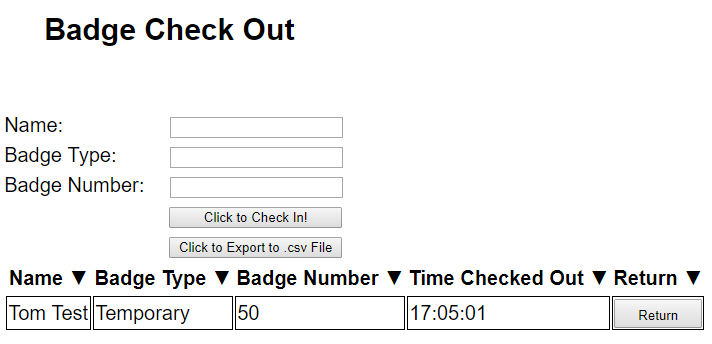 Badge Check Out
Name:
Badge Type:
Badge Number:
Click to Check In!
Click to Export to .csv File
Name ▼ Badge Type ▼ Badge Number ▼ Time Checked Out ▼ Return ▼
Tom Test Temporary 50 17:05:01 Return